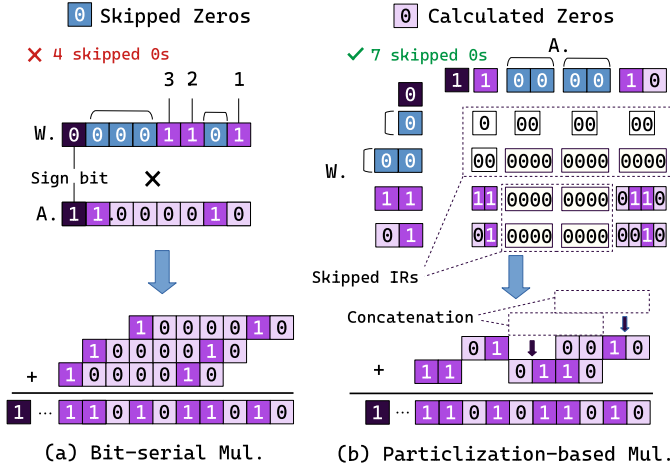 0 Skipped Zeros
0 Calculated Zeros
4 skipped 0s
3 2 1
W. 0 0 0 0 1 1 0 1
Sign bit
A. 1 1 0 0 0 0 1 0
1 0 0 0 0 1 0
1 0 0 0 0 1 0
+ 1 0 0 0 0 1 0
1 ... 1 1 0 1 0 1 1 0 1 0
(a) Bit-serial Mul.
7 skipped 0s
A.
1 1 0 0 0 0 1 0
0
0 0 00 00 00
W. 0 0 00 0000 0000 0000
1 1 11 0000 0000 0110
0 1 01 0000 0000 0010
Skipped IRs
Concatenation
0 1 0 0 1 0
+ 1 1 0 1 1 0
1 ... 1 1 0 1 0 1 1 0 1 0
(b) Particlization-based Mul.